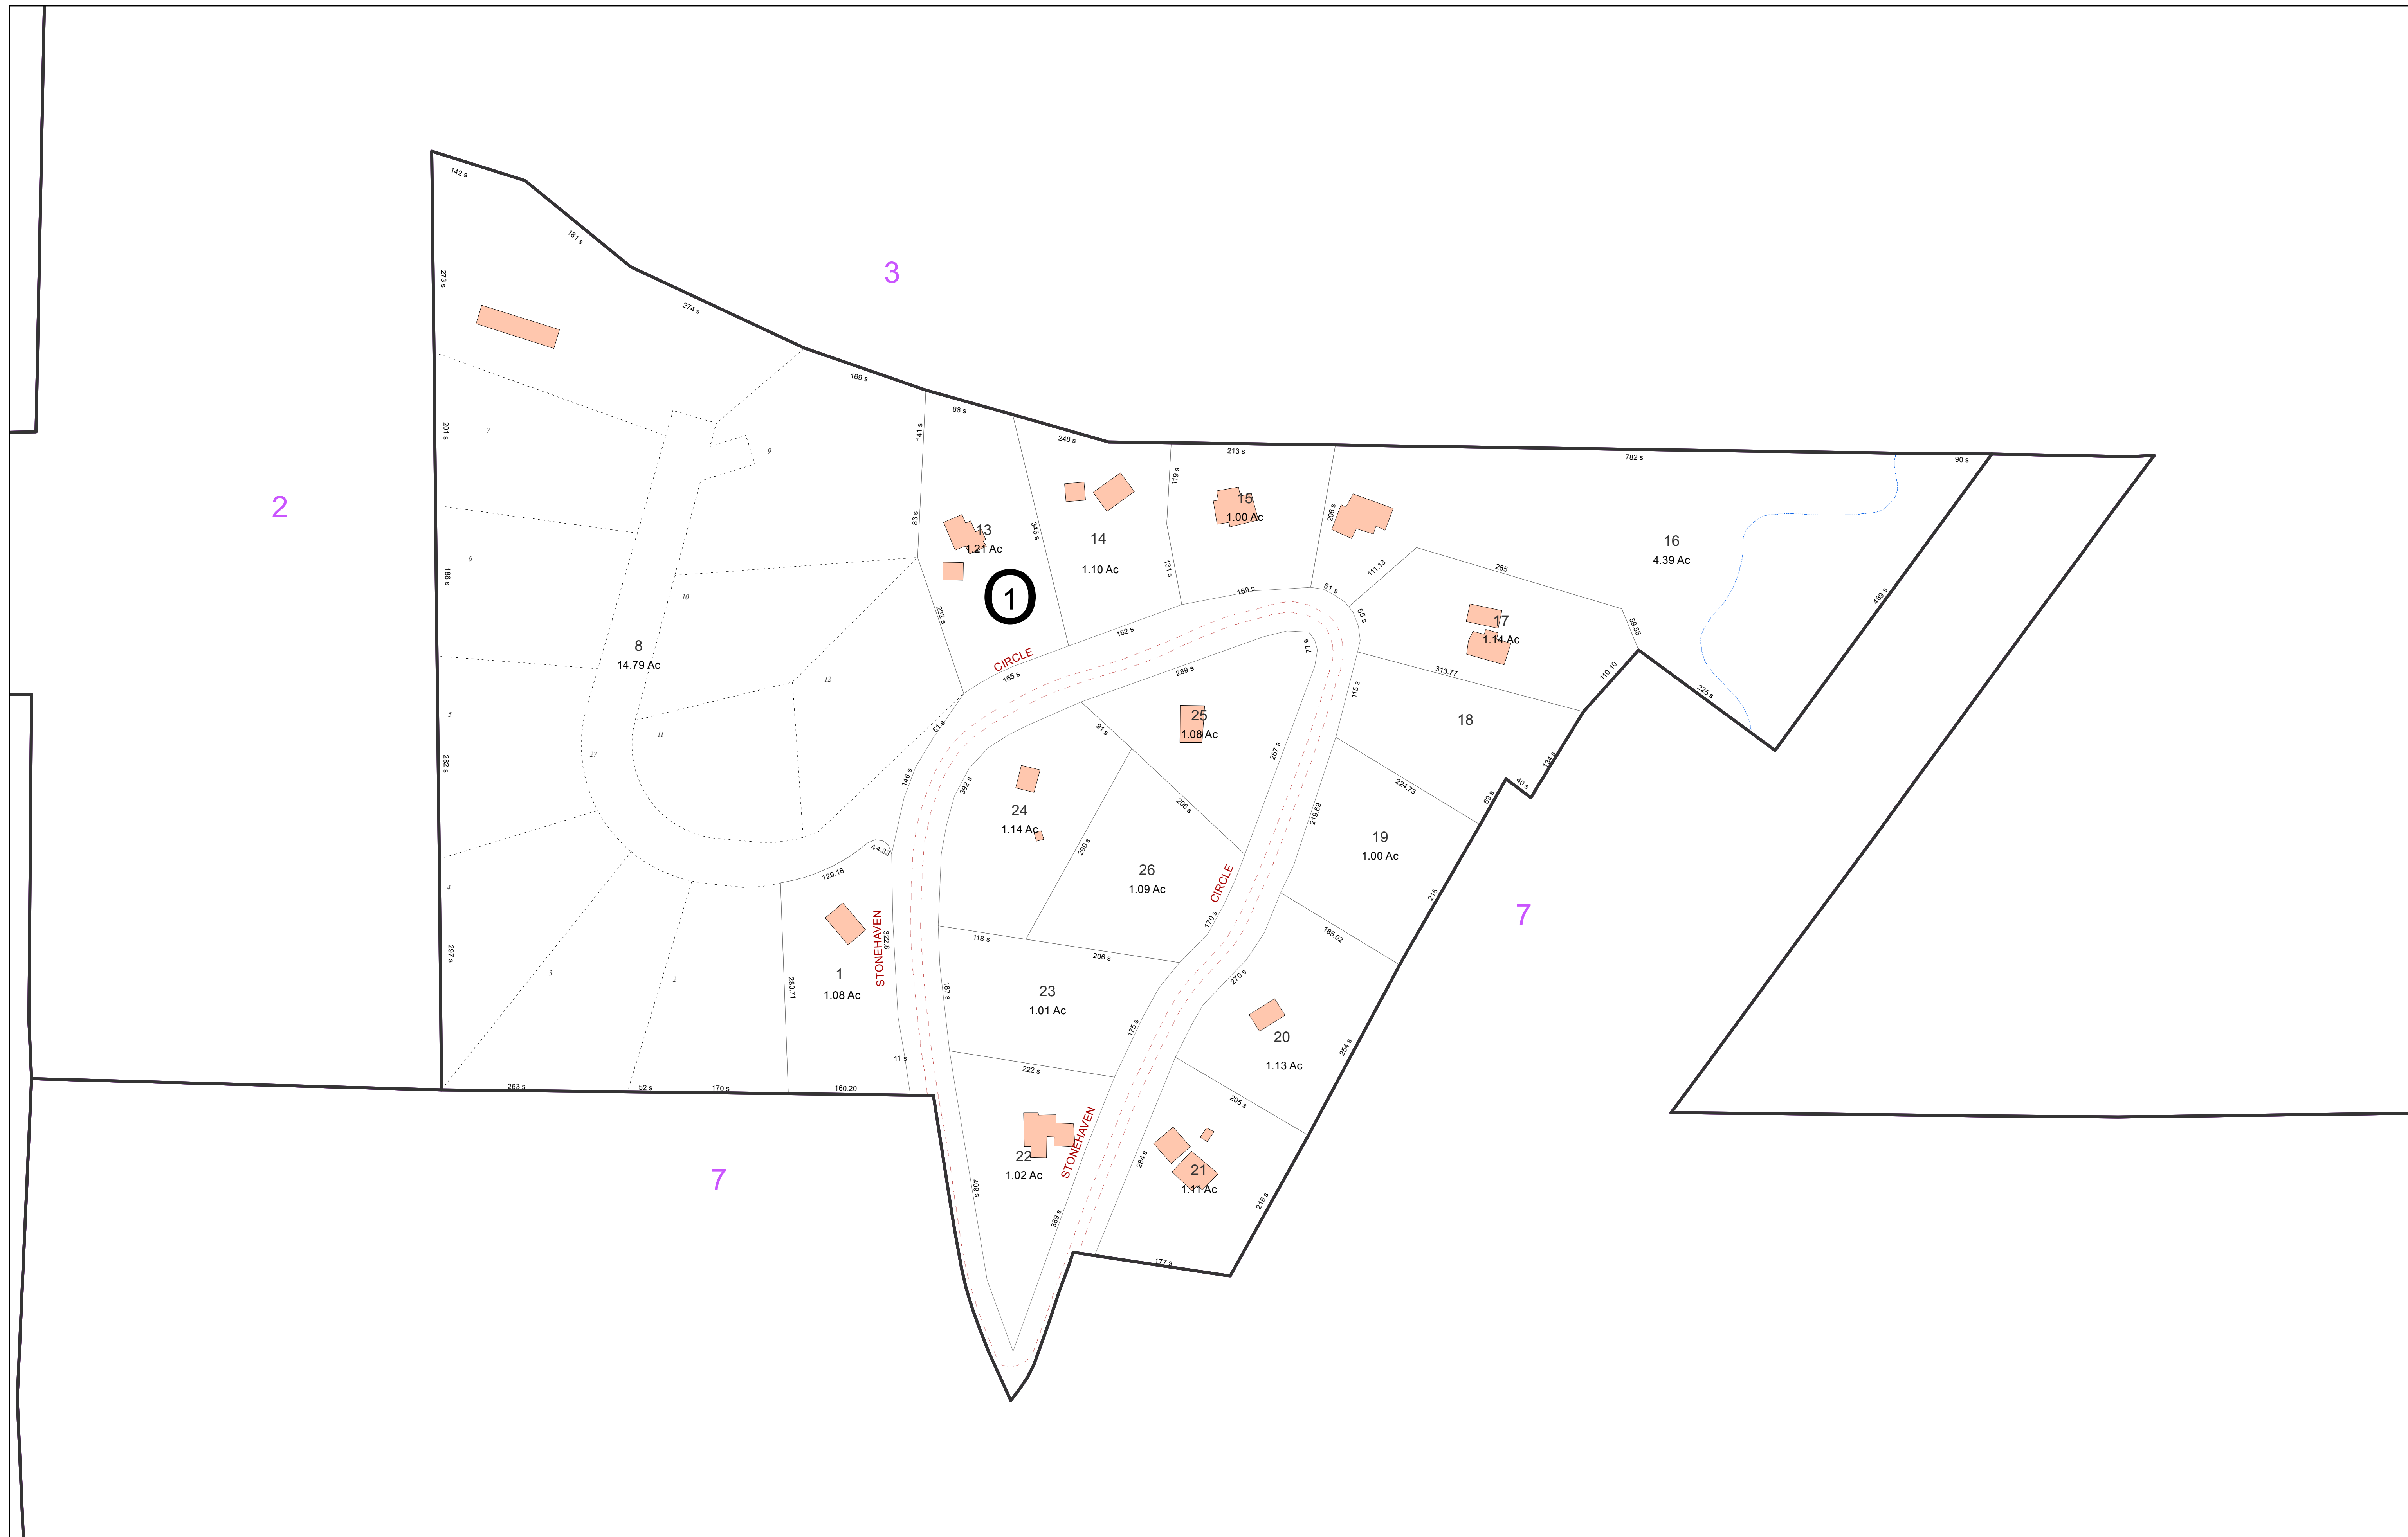 142 s
181 s
273 s
3
274 s
169 s
88 s
248 s
213 s
782 s
90 s
201 s
7
9
141 s
119 s
15
1.00 Ac
2
83 s
13
1.21 Ac
345 s
14
1.10 Ac
131 s
206 s
16
4.39 Ac
6
186 s
10
232 s
1
162 s
169 s
51 s
55 s
111.13
285
17
1.14 Ac
59.55
489 s
8
14.79 Ac
12
CIRCLE
165 s
289 s
77 s
313.77
110.10
225 s
5
11
27
282 s
51 s
146 s
91 s
25
1.08 Ac
115 s
18
267 s
134 s
40 s
392 s
24
1.14 Ac
206 s
224.73
69 s
219.69
19
1.00 Ac
44.33
129.18
290 s
26
1.09 Ac
CIRCLE
4
170 s
215
7
297 s
3
2
STONEHAVEN
322.8
118 s
206 s
185.02
1
1.08 Ac
280.71
167 s
23
1.01 Ac
270 s
175 s
20
1.13 Ac
254 s
11 s
222 s
263 s
52 s
170 s
160.20
205 s
7
22
1.02 Ac
STONEHAVEN
409 s
389 s
284 s
21
1.11 Ac
216 s
177 s